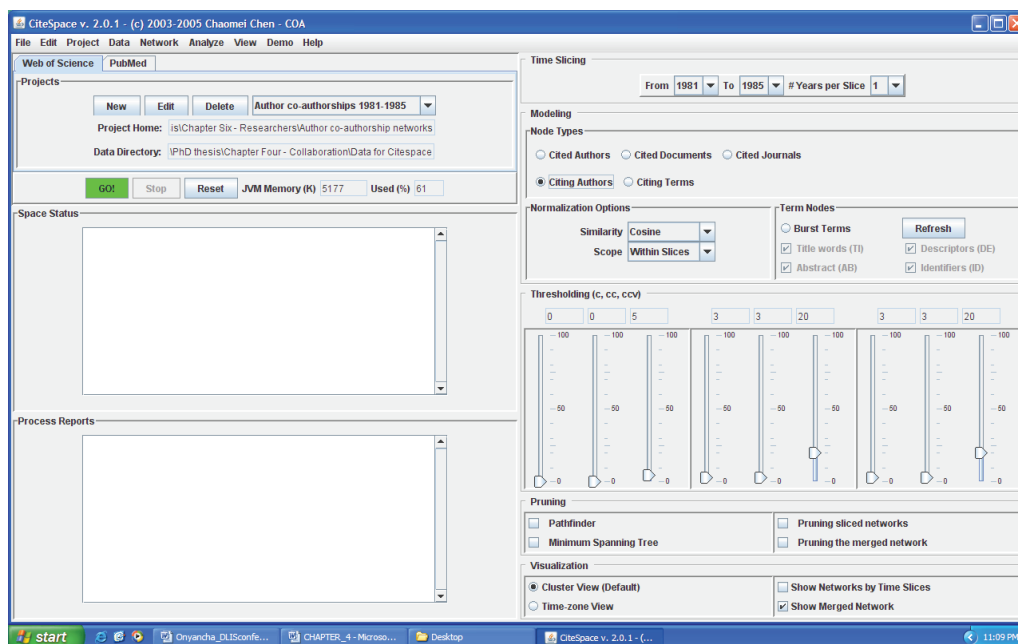 CiteSpace v. 2.0.1 - (c) 2003-2005 Chaomei Chen - COA
File Edit Project Data Network Analyze View Demo Help
Web of Science PubMed
Projects
New Edit Delete Author co-authorships 1981-1985
Project Home: is\Chapter Six - Researchers\Author co-authorship networks
Data Directory: \PhD thesis\Chapter Four - Collaboration\Data for Citespace
GO! Stop Reset JVM Memory (K) 5177 Used (%) 61
Space Status
Process Reports
Time Slicing
From 1981 To 1985 # Years per Slice 1
Modeling
Node Types
Cited Authors Cited Documents Cited Journals
Citing Authors Citing Terms
Normalization Options
Similarity Cosine
Scope Within Slices
Term Nodes
Burst Terms Refresh
Title words (TI) Descriptors (DE)
Abstract (AB) Identifiers (ID)
Thresholding (c, cc, ccv)
0 0 5 3 3 20 3 3 20
100 100 100 100 100 100 100 100 100
50 50 50 50 50 50 50 50 50
0 0 0 0 0 0 0 0 0
Pruning
Pathfinder Pruning sliced networks
Minimum Spanning Tree Pruning the merged network
Visualization
Cluster View (Default) Show Networks by Time Slices
Time-zone View Show Merged Network
start Onyancha_DLISconfe... CHAPTER_4 - Microso... Desktop CiteSpace v. 2.0.1 - (... 11:09 PM